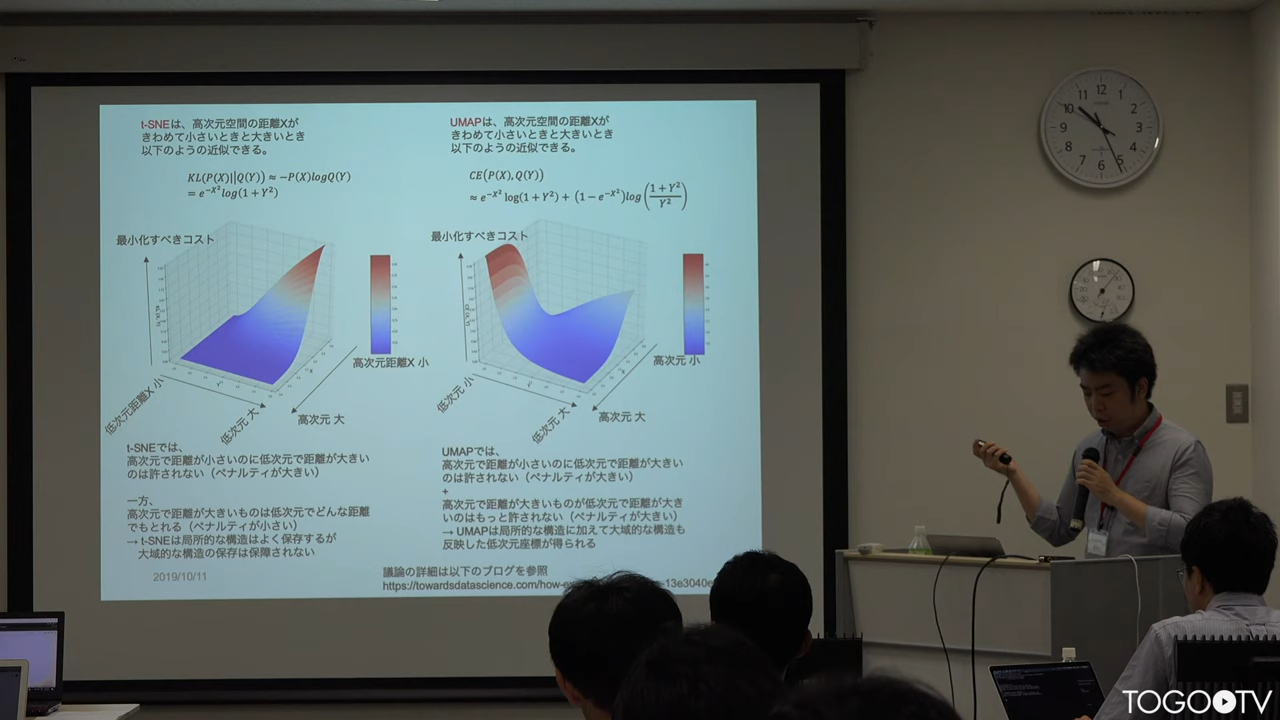 t-SNEは、高次元空間の距離Xが
きわめて小さいときと大きいとき
以下のようの近似できる。
KL(P(X)||Q(Y)) ≈ −P(X)logQ(Y)
= e^{−X²}log(1 + Y²)
最小化すべきコスト
高次元距離X 小
低次元距離X 小
低次元 大
高次元 大
t-SNEでは、
高次元で距離が小さいのに低次元で距離が大きい
のは許されない（ペナルティが大きい）
一方、
高次元で距離が大きいものは低次元でどんな距離
でもとれる（ペナルティが小さい）
→ t-SNEは局所的な構造はよく保存するが
大域的な構造の保存は保障されない
2019/10/11
UMAPは、高次元空間の距離Xが
きわめて小さいときと大きいとき
以下のようの近似できる。
CE(P(X), Q(Y))
≈ e^{−X²} log(1 + Y²) + (1 − e^{−X²})log((1 + Y²)/Y²)
最小化すべきコスト
高次元 小
低次元 小
低次元 大
高次元 大
UMAPでは、
高次元で距離が小さいのに低次元で距離が大きい
のは許されない（ペナルティが大きい）
+
高次元で距離が大きいものが低次元で距離が大き
いのはもっと許されない（ペナルティが大きい）
→ UMAPは局所的な構造に加えて大域的な構造も
反映した低次元座標が得られる
議論の詳細は以下のブログを参照
https://towardsdatascience.com/how-ex
-13e3040e
12
1
2
3
4
5
6
7
8
9
10
11
TOGO TV